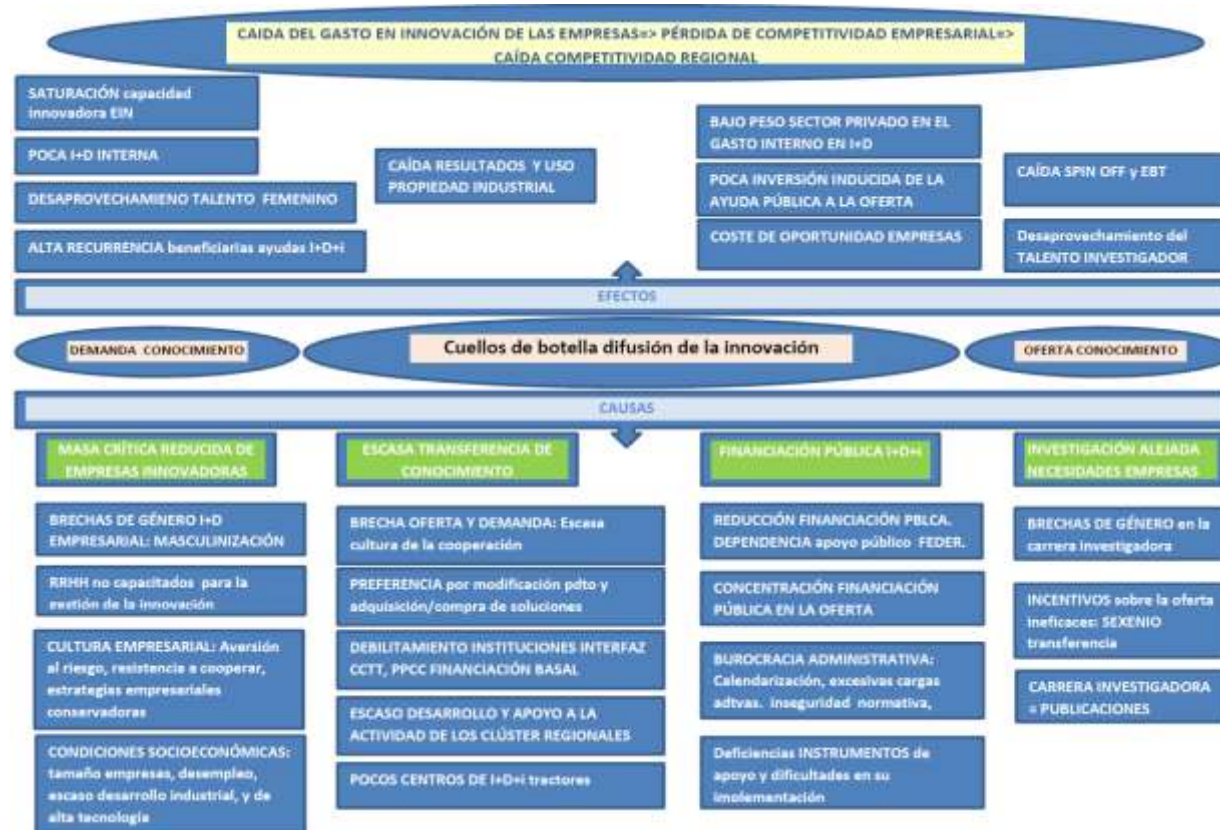 CAIDA DEL GASTO EN INNOVACIÓN DE LAS EMPRESAS=> PÉRDIDA DE COMPETITIVIDAD EMPRESARIAL=>
CAÍDA COMPETITIVIDAD REGIONAL
SATURACIÓN capacidad
innovadora EIN
POCA I+D INTERNA
DESAPROVECHAMIENO TALENTO FEMENINO
ALTA RECURRENCIA beneficiarias ayudas I+D+i
CAÍDA RESULTADOS Y USO
PROPIEDAD INDUSTRIAL
BAJO PESO SECTOR PRIVADO EN EL
GASTO INTERNO EN I+D
POCA INVERSIÓN INDUCIDA DE LA
AYUDA PÚBLICA A LA OFERTA
COSTE DE OPORTUNIDAD EMPRESAS
CAÍDA SPIN OFF y EBT
Desaprovechamiento del
TALENTO INVESTIGADOR
EFECTOS
DEMANDA CONOCIMIENTO
Cuellos de botella difusión de la innovación
OFERTA CONOCIMIENTO
CAUSAS
MASA CRÍTICA REDUCIDA DE
EMPRESAS INNOVADORAS
BRECHAS DE GÉNERO I+D
EMPRESARIAL: MASCULINIZACIÓN
RRHH no capacitados para la
gestión de la innovación
CULTURA EMPRESARIAL: Aversión
al riesgo, resistencia a cooperar,
estrategias empresariales
conservadoras
CONDICIONES SOCIOECONÓMICAS:
tamaño empresas, desempleo,
escaso desarrollo industrial, y de
alta tecnología
ESCASA TRANSFERENCIA DE
CONOCIMIENTO
BRECHA OFERTA Y DEMANDA: Escasa
cultura de la cooperación
PREFERENCIA por modificación pdto y
adquisición/compra de soluciones
DEBILITAMIENTO INSTITUCIONES INTERFAZ
CCTT, PPCC FINANCIACIÓN BASAL
ESCASO DESARROLLO Y APOYO A LA
ACTIVIDAD DE LOS CLÚSTER REGIONALES
POCOS CENTROS DE I+D+i tractores
FINANCIACIÓN PÚBLICA I+D+i
REDUCCIÓN FINANCIACIÓN PBLCA.
DEPENDENCIA apoyo público FEDER.
CONCENTRACIÓN FINANCIACIÓN
PÚBLICA EN LA OFERTA
BUROCRACIA ADMINISTRATIVA:
Calendarización, excesivas cargas
adtvas. inseguridad normativa,
Deficiencias INSTRUMENTOS de
apoyo y dificultades en su
implementación
INVESTIGACIÓN ALEJADA
NECESIDADES EMPRESAS
BRECHAS DE GÉNERO en la
carrera investigadora
INCENTIVOS sobre la oferta
ineficaces: SEXENIO
transferencia
CARRERA INVESTIGADORA
= PUBLICACIONES